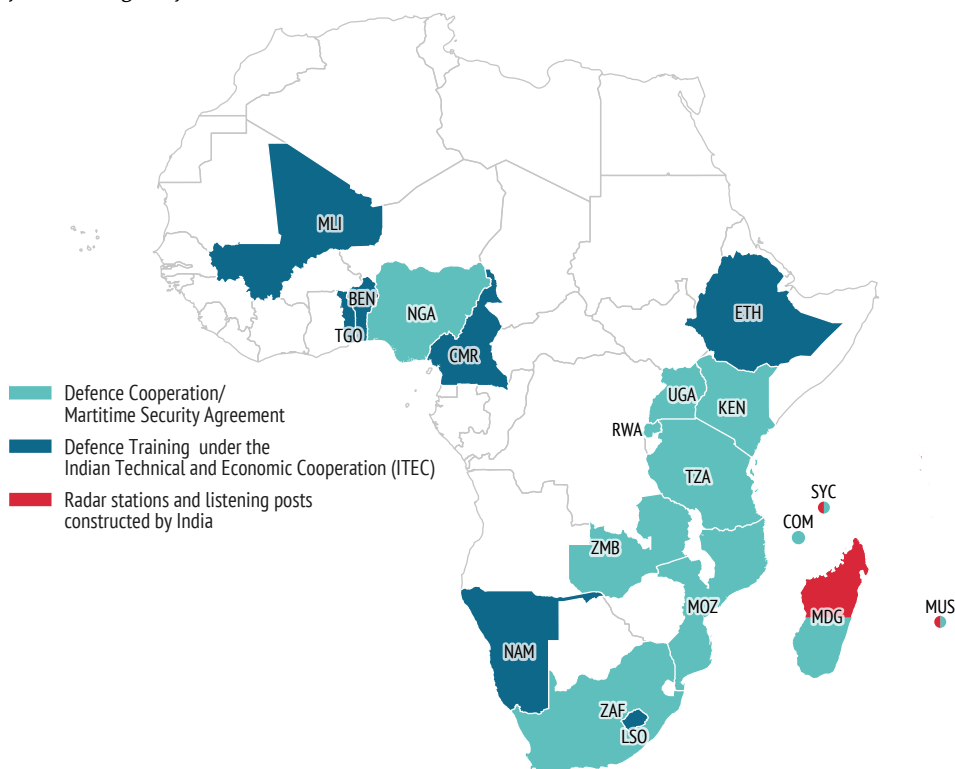 MLI
BEN
NGA
TGO
CMR
ETH
Defence Cooperation/
Martitime Security Agreement
Defence Training under the
Indian Technical and Economic Cooperation (ITEC)
Radar stations and listening posts
constructed by India
UGA
KEN
RWA
TZA
SYC
COM
ZMB
MOZ
MDG
MUS
NAM
ZAF
LSO